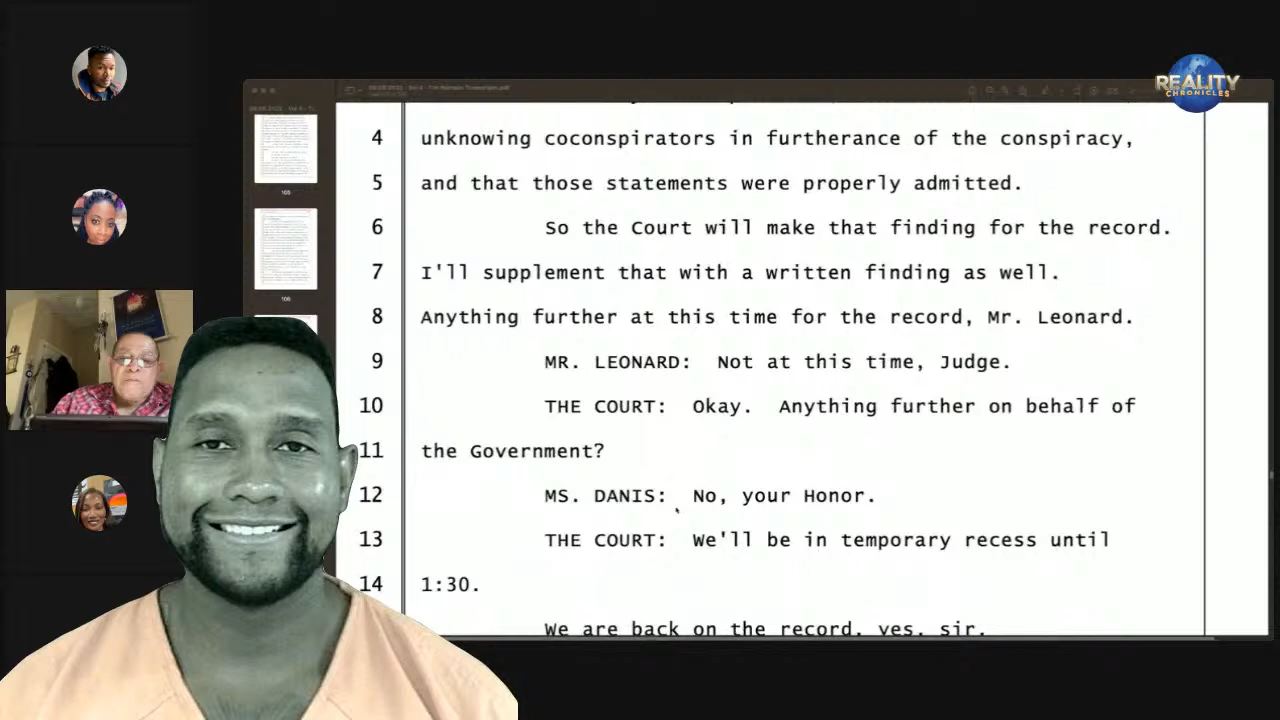 REALITY
CHRONICLES
4 unknowing coconspirators in furtherance of the conspiracy,
5 and that those statements were properly admitted.
6 So the Court will make that finding for the record.
7 I'll supplement that with a written finding as well.
8 Anything further at this time for the record, Mr. Leonard.
9 MR. LEONARD: Not at this time, Judge.
10 THE COURT: Okay. Anything further on behalf of
11 the Government?
12 MS. DANIS: No, your Honor.
13 THE COURT: We'll be in temporary recess until
14 1:30.
We are back on the record, yes, sir.
105
106